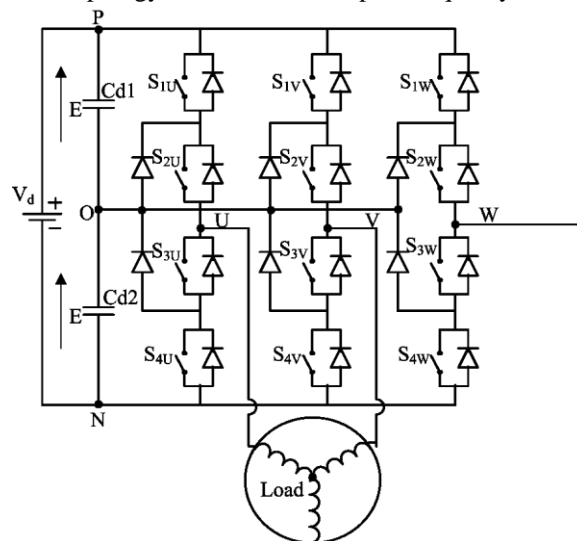 P
S1U
S1V
S1W
Cd1
E
S2U
S2V
S2W
Vd
+
-
O
U
V
W
S3U
S3V
S3W
Cd2
E
S4U
S4V
S4W
N
Load